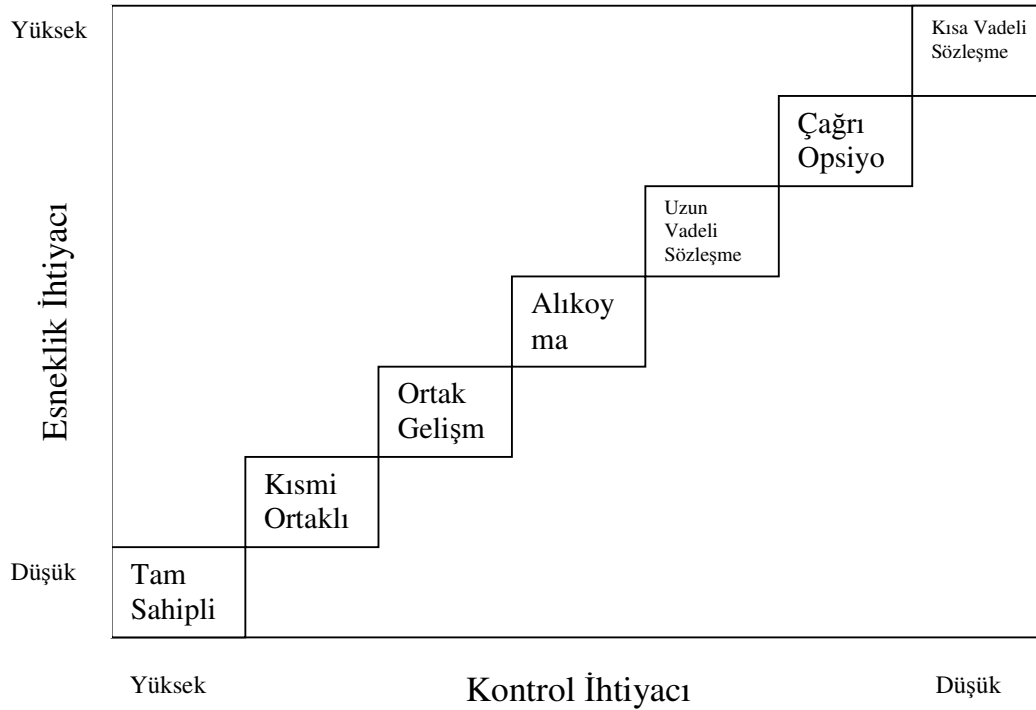 Yüksek
Kısa Vadeli
Sözleşme
Çağrı
Opsiyo
Uzun
Vadeli
Sözleşme
Esneklik İhtiyacı
Alıkoy
ma
Ortak
Gelişm
Kısmi
Ortaklı
Düşük
Tam
Sahipli
Yüksek
Kontrol İhtiyacı
Düşük